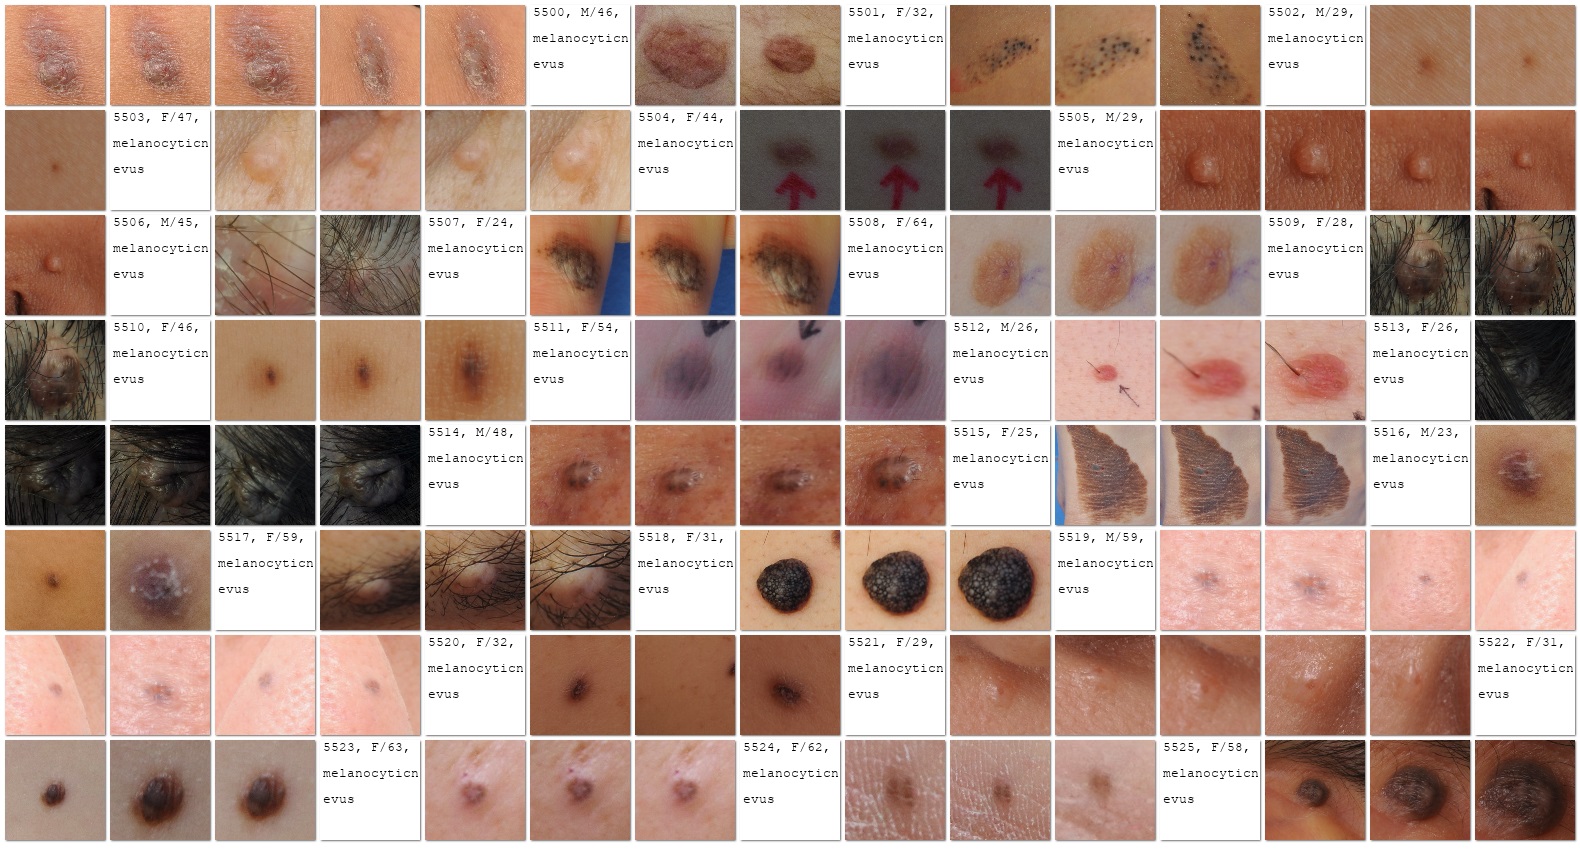 5500, M/46,
melanocyticn
evus
5501, F/32,
melanocyticn
evus
5502, M/29,
melanocyticn
evus
5503, F/47,
melanocyticn
evus
5504, F/44,
melanocyticn
evus
5505, M/29,
melanocyticn
evus
5506, M/45,
melanocyticn
evus
5507, F/24,
melanocyticn
evus
5508, F/64,
melanocyticn
evus
5509, F/28,
melanocyticn
evus
5510, F/46,
melanocyticn
evus
5511, F/54,
melanocyticn
evus
5512, M/26,
melanocyticn
evus
5513, F/26,
melanocyticn
evus
5514, M/48,
melanocyticn
evus
5515, F/25,
melanocyticn
evus
5516, M/23,
melanocyticn
evus
5517, F/59,
melanocyticn
evus
5518, F/31,
melanocyticn
evus
5519, M/59,
melanocyticn
evus
5520, F/32,
melanocyticn
evus
5521, F/29,
melanocyticn
evus
5522, F/31,
melanocyticn
evus
5523, F/63,
melanocyticn
evus
5524, F/62,
melanocyticn
evus
5525, F/58,
melanocyticn
evus